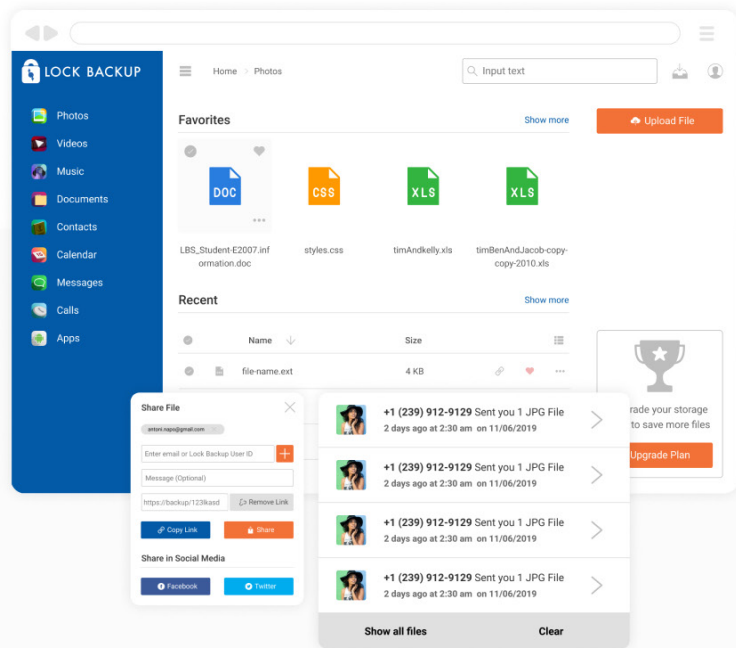 LOCK BACKUP
Home > Photos
Input text
Photos
Videos
Music
Documents
Contacts
Calendar
Messages
Calls
Apps
Favorites
Show more
Upload File
DOC
CSS
XLS
XLS
LBS_Student-E2007.inf
ormation.doc
styles.css
timAndkelly.xls
timBenAndJacob-copy-
copy-2010.xls
Recent
Show more
Name
Size
file-name.ext
4 KB
rade your storage
to save more files
Upgrade Plan
Share File
antoni.napo@gmail.com
Enter email or Lock Backup User ID
Message (Optional)
https://backup/123lkasd
Remove Link
Copy Link
Share
Share in Social Media
Facebook
Twitter
+1 (239) 912-9129 Sent you 1 JPG File
2 days ago at 2:30 am on 11/06/2019
+1 (239) 912-9129 Sent you 1 JPG File
2 days ago at 2:30 am on 11/06/2019
+1 (239) 912-9129 Sent you 1 JPG File
2 days ago at 2:30 am on 11/06/2019
+1 (239) 912-9129 Sent you 1 JPG File
2 days ago at 2:30 am on 11/06/2019
Show all files
Clear